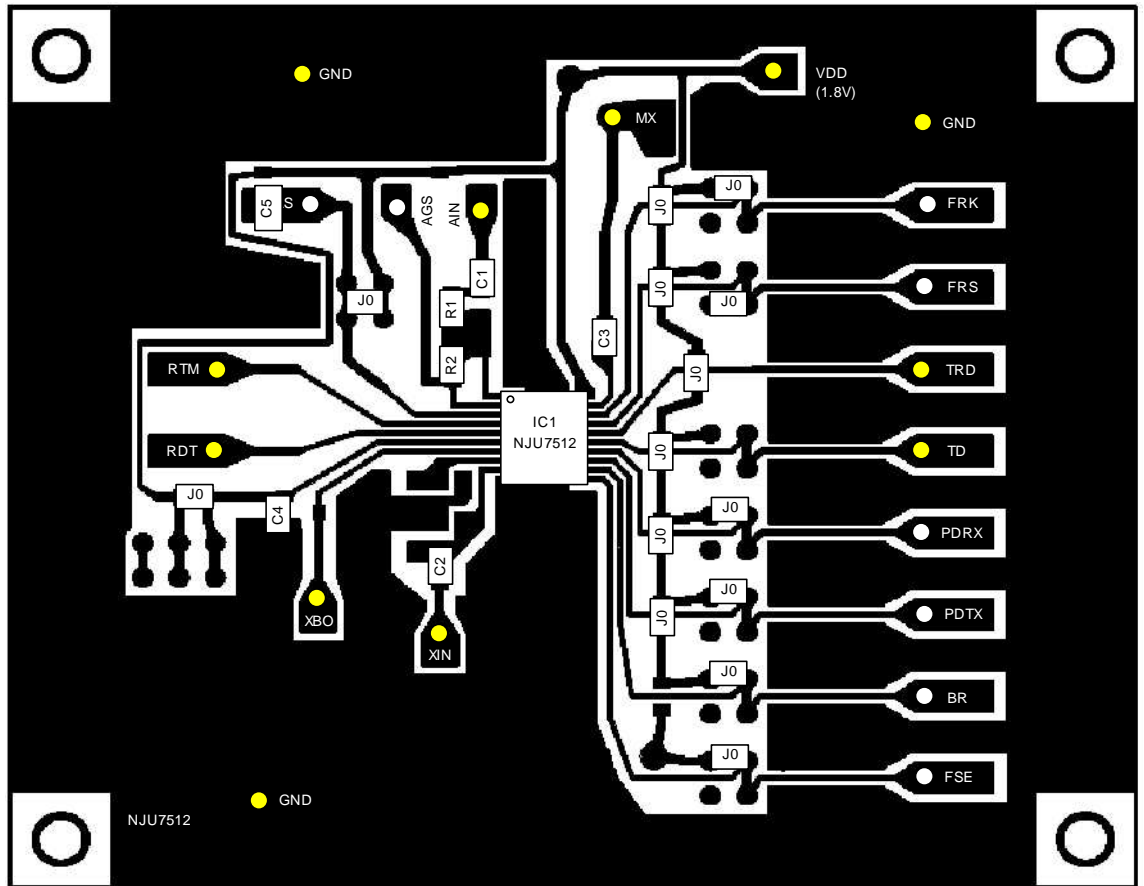 GND
VDD
(1.8V)
MX
GND
J0
J0
FRK
C5
S
AGS
AIN
C1
J0
J0
FRS
J0
R1
C3
R2
J0
TRD
RTM
IC1
NJU7512
J0
TD
RDT
J0
C4
J0
J0
PDRX
C2
J0
J0
PDTX
XBO
XIN
J0
BR
J0
FSE
GND
NJU7512